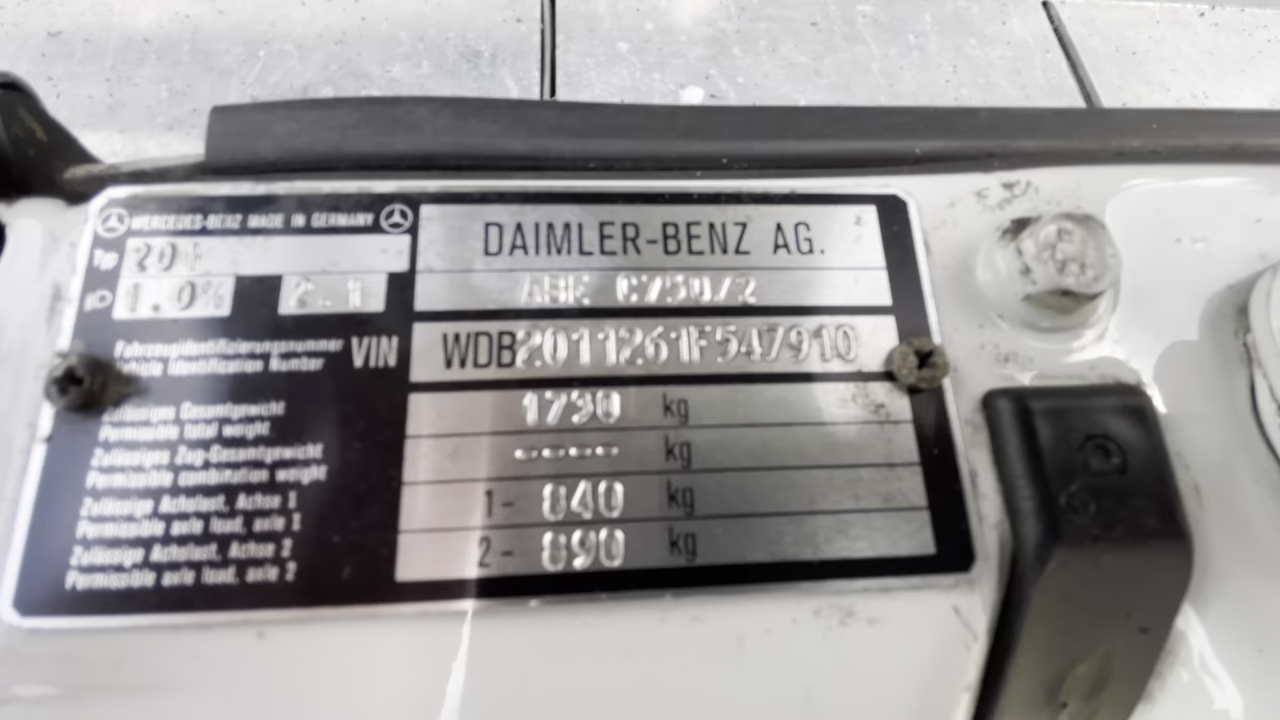 MERCEDES-BENZ MADE IN GERMANY
DAIMLER-BENZ AG.
Typ 201
ABE C750/2
1.0% 2.1
Fahrzeugidentifizierungsnummer
Vehicle Identification Number
VIN
WDB2011261F547910
Zulässiges Gesamtgewicht
Permissible total weight
1730 kg
Zulässiges Zug-Gesamtgewicht
Permissible combination weight
---- kg
Zulässige Achslast, Achse 1
Permissible axle load, axle 1
1- 840 kg
Zulässige Achslast, Achse 2
Permissible axle load, axle 2
2- 890 kg